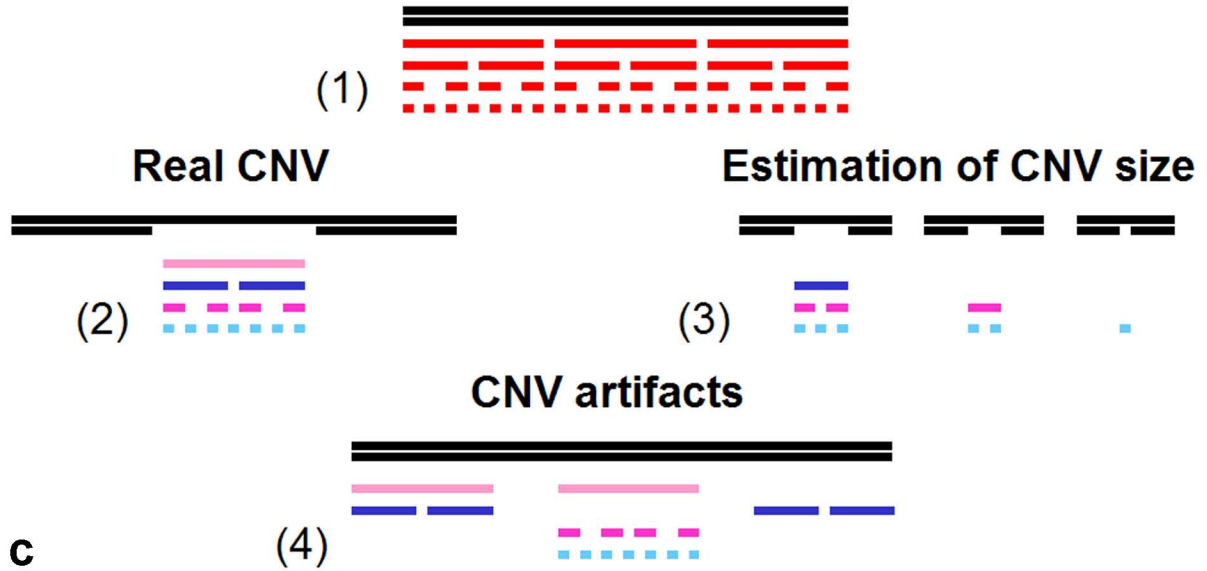 (1)
Real CNV
Estimation of CNV size
(2)
(3)
CNV artifacts
(4)
c